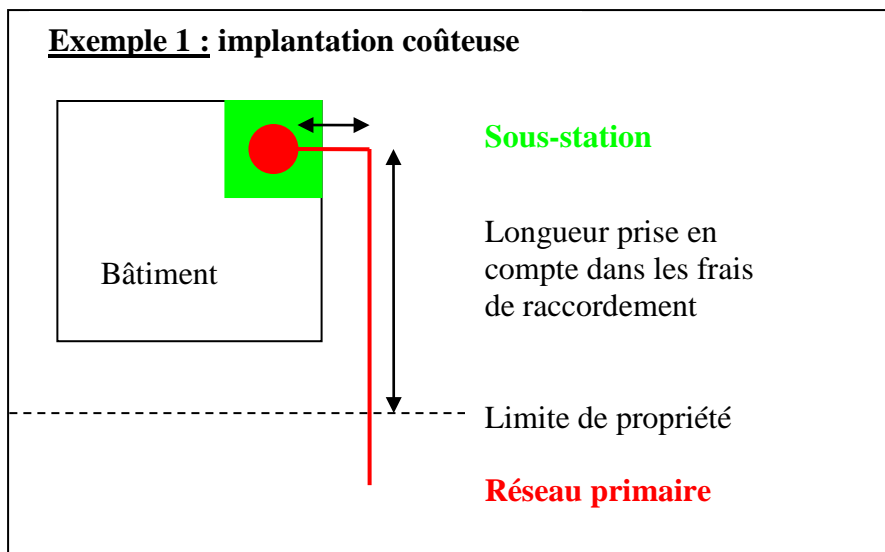 Exemple 1 : implantation coûteuse
Sous-station
Longueur prise en
compte dans les frais
de raccordement
Bâtiment
Limite de propriété
Réseau primaire